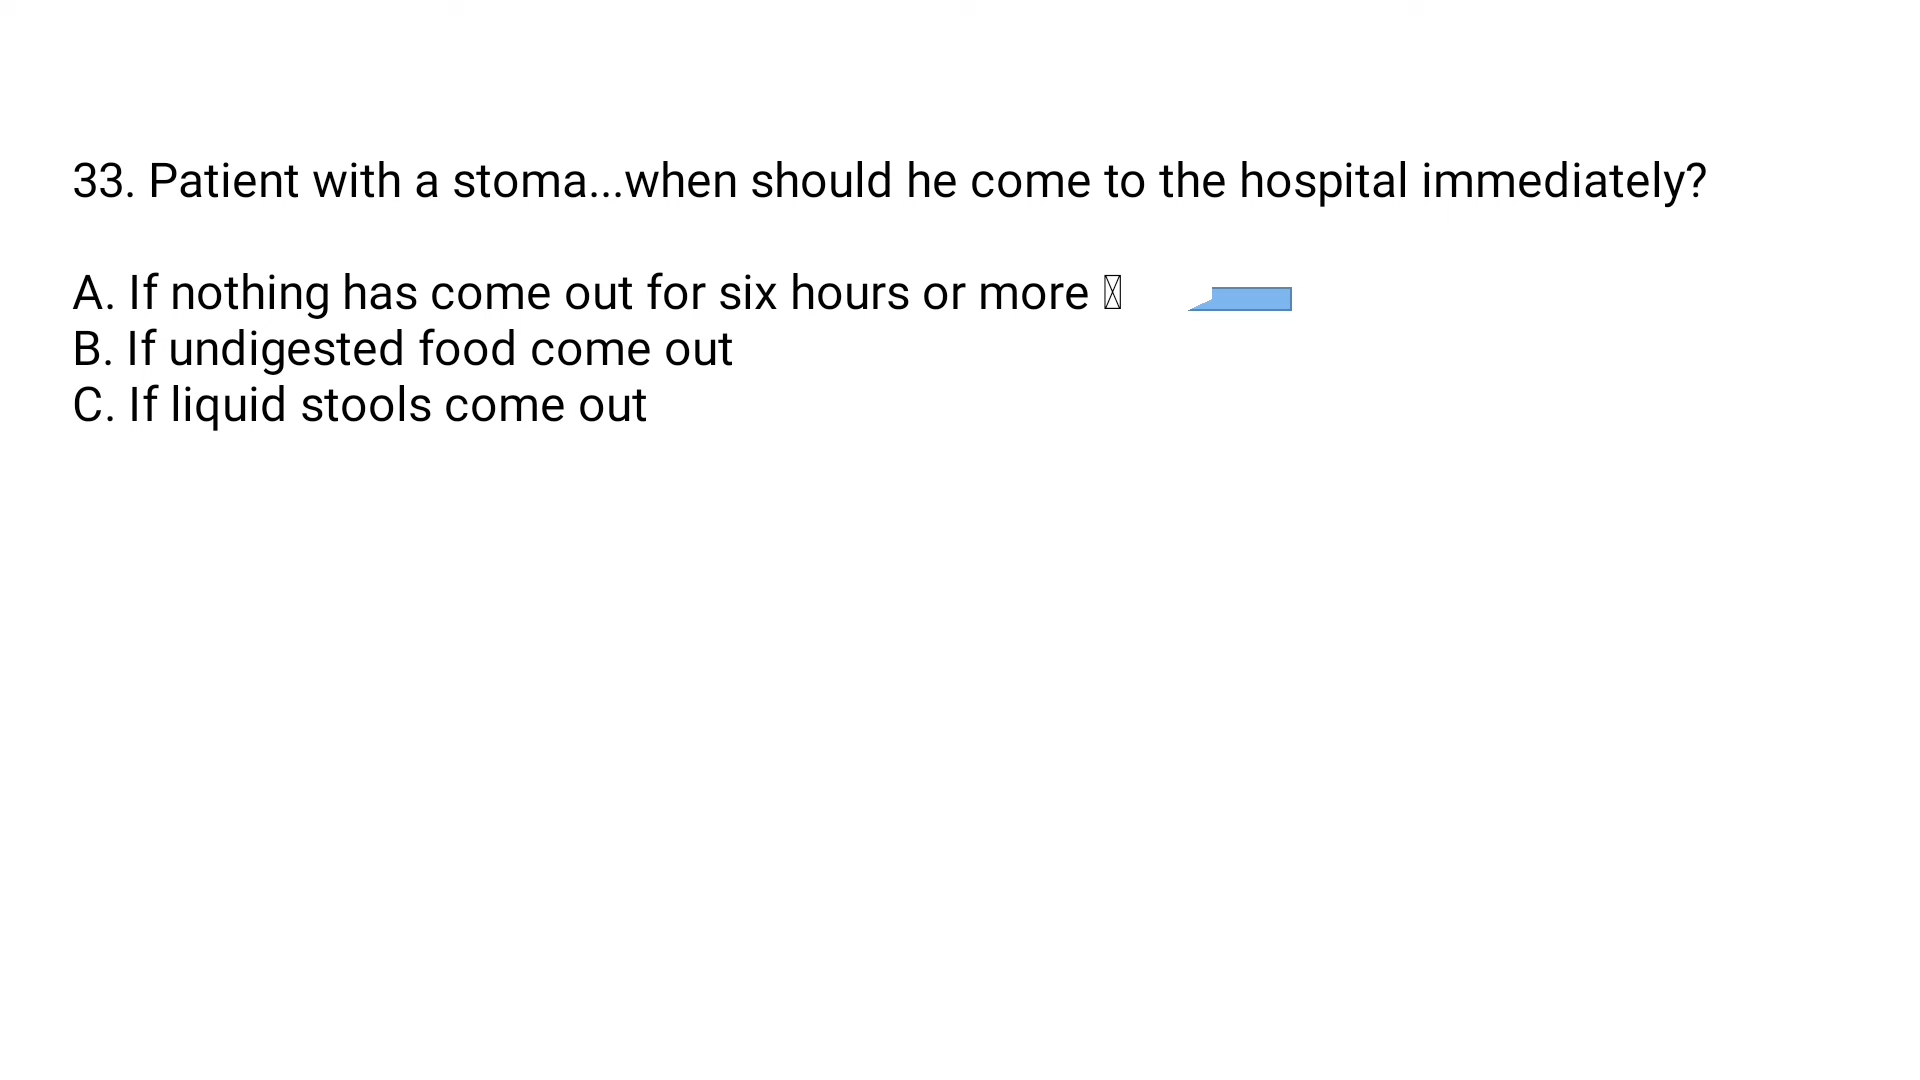 33. Patient with a stoma...when should he come to the hospital immediately?
A. If nothing has come out for six hours or more
B. If undigested food come out
C. If liquid stools come out